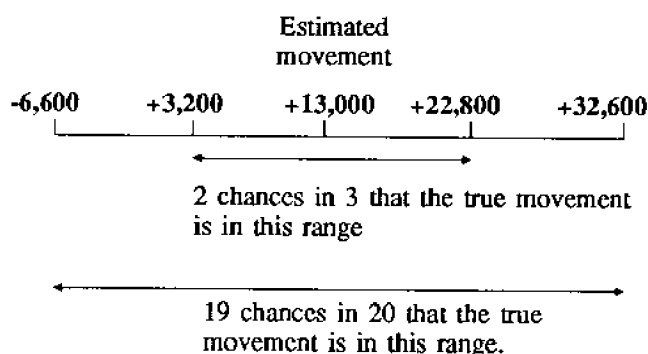 Estimated
movement
-6,600 +3,200 +13,000 +22,800 +32,600
2 chances in 3 that the true movement
is in this range
19 chances in 20 that the true
movement is in this range.